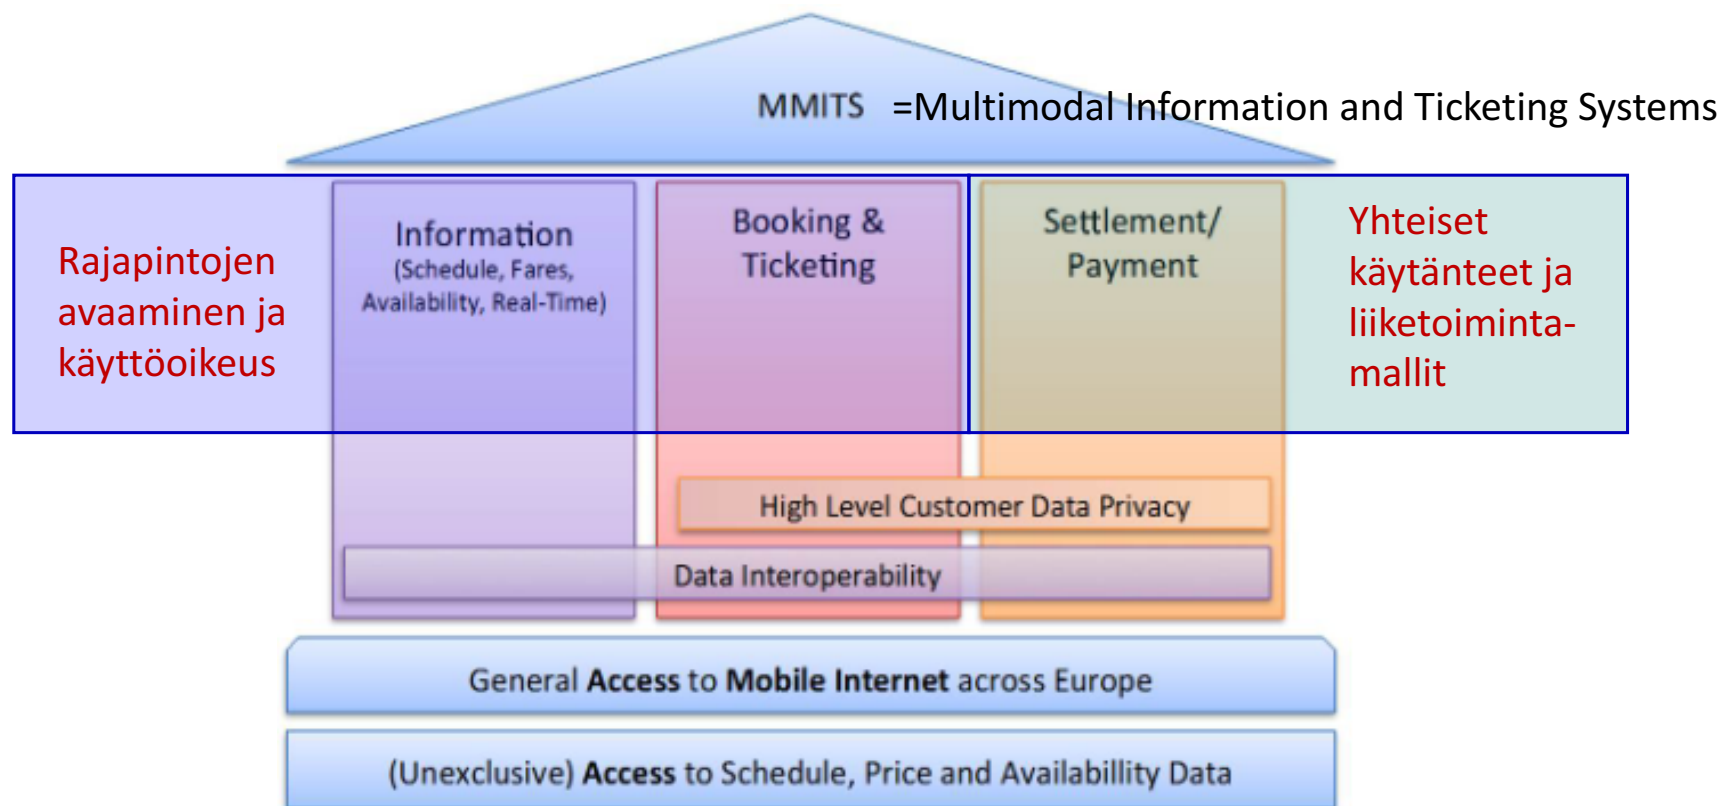 MMITS =Multimodal Information and Ticketing Systems
Rajapintojen
avaaminen ja
käyttöoikeus
Information
(Schedule, Fares,
Availability, Real-Time)
Booking &
Ticketing
Settlement/
Payment
Yhteiset
käytänteet ja
liiketoiminta-
mallit
High Level Customer Data Privacy
Data Interoperability
General Access to Mobile Internet across Europe
(Unexclusive) Access to Schedule, Price and Availabillity Data